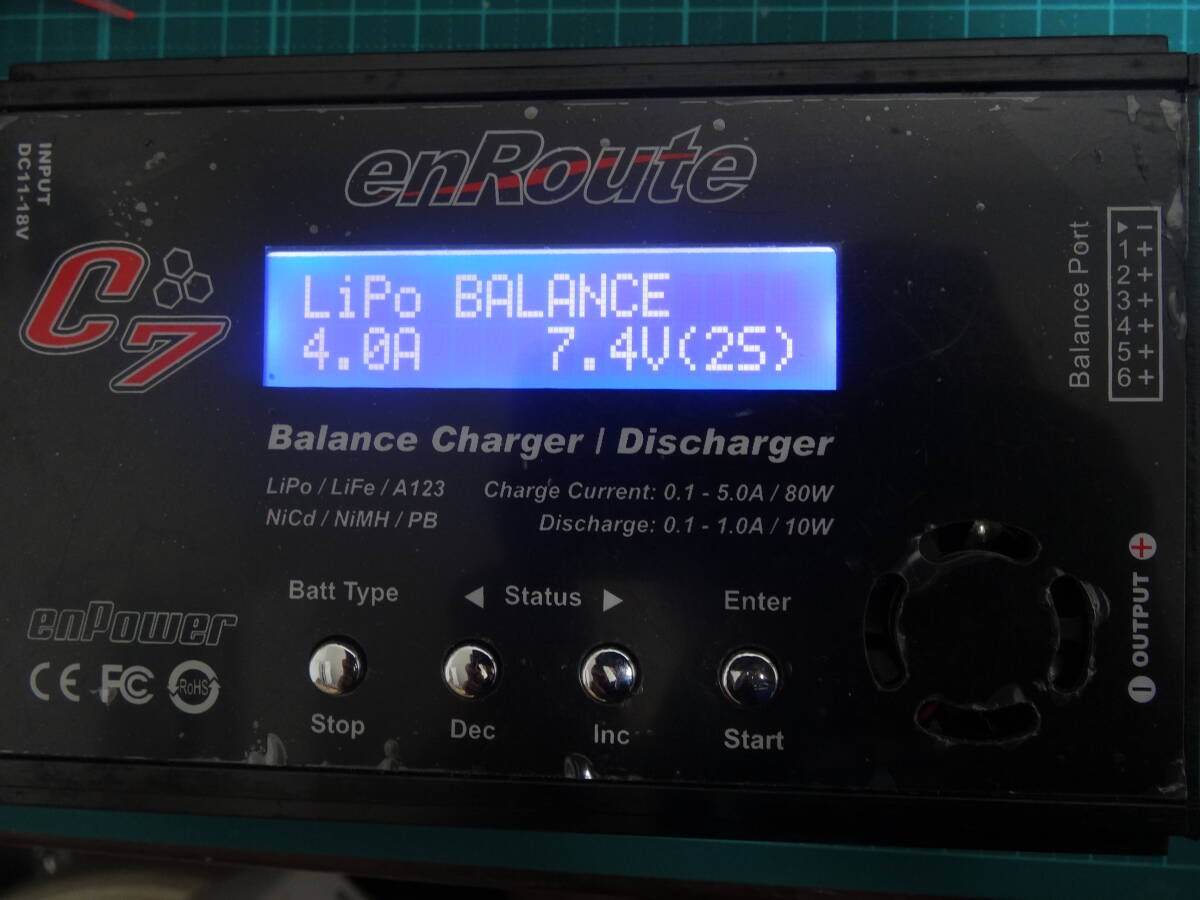 enRoute
INPUT
DC11-18V
C7
LiPo BALANCE
4.0A 7.4V(2S)
Balance Port
▶ −
1 +
2 +
3 +
4 +
5 +
6 +
Balance Charger / Discharger
LiPo / LiFe / A123 Charge Current: 0.1 - 5.0A / 80W
NiCd / NiMH / PB Discharge: 0.1 - 1.0A / 10W
Batt Type ◀ Status ▶ Enter
Stop Dec Inc Start
enPower
CE FC RoHS
− OUTPUT +